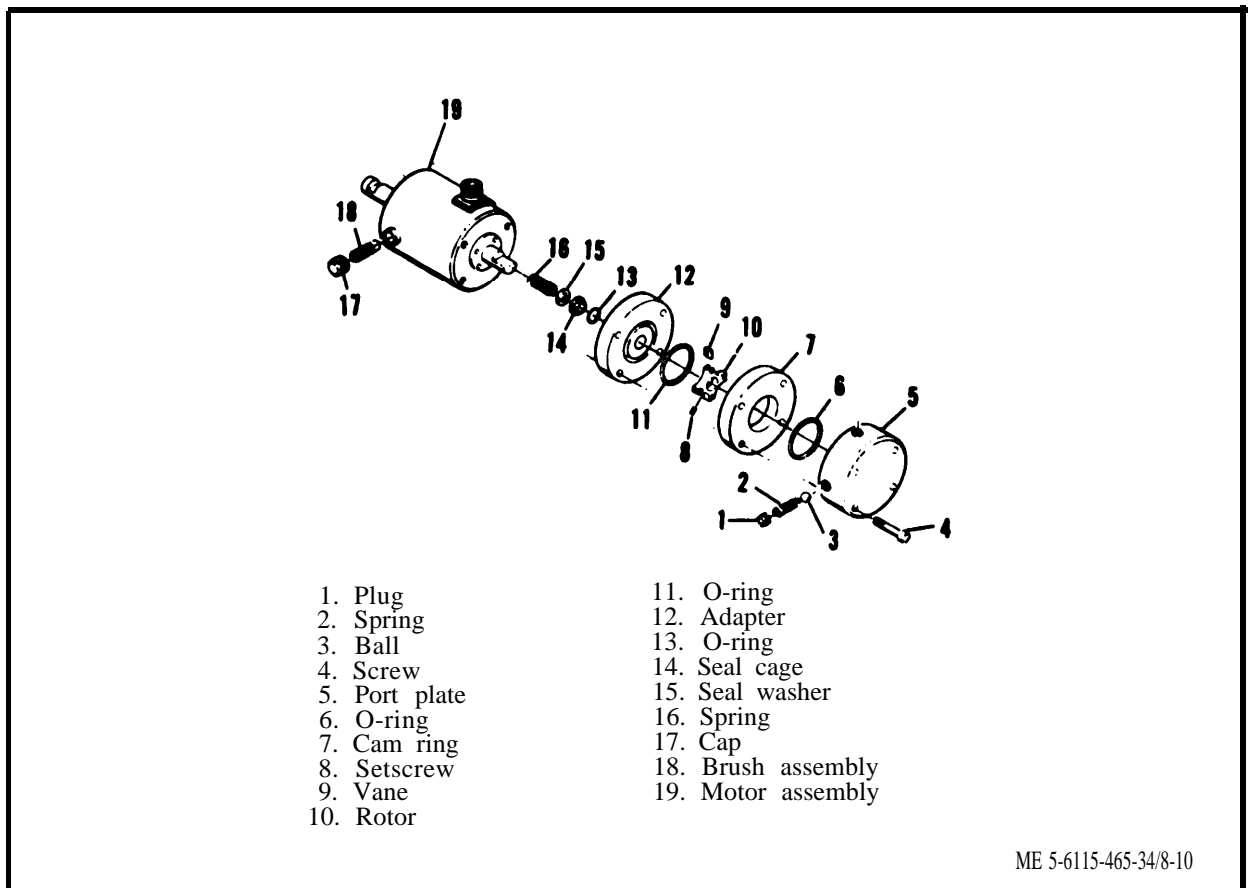 19
18
17
16
15
14
13
12
11
10
9
8
7
6
5
4
3
2
1
1. Plug
2. Spring
3. Ball
4. Screw
5. Port plate
6. O-ring
7. Cam ring
8. Setscrew
9. Vane
10. Rotor
11. O-ring
12. Adapter
13. O-ring
14. Seal cage
15. Seal washer
16. Spring
17. Cap
18. Brush assembly
19. Motor assembly
ME 5-6115-465-34/8-10